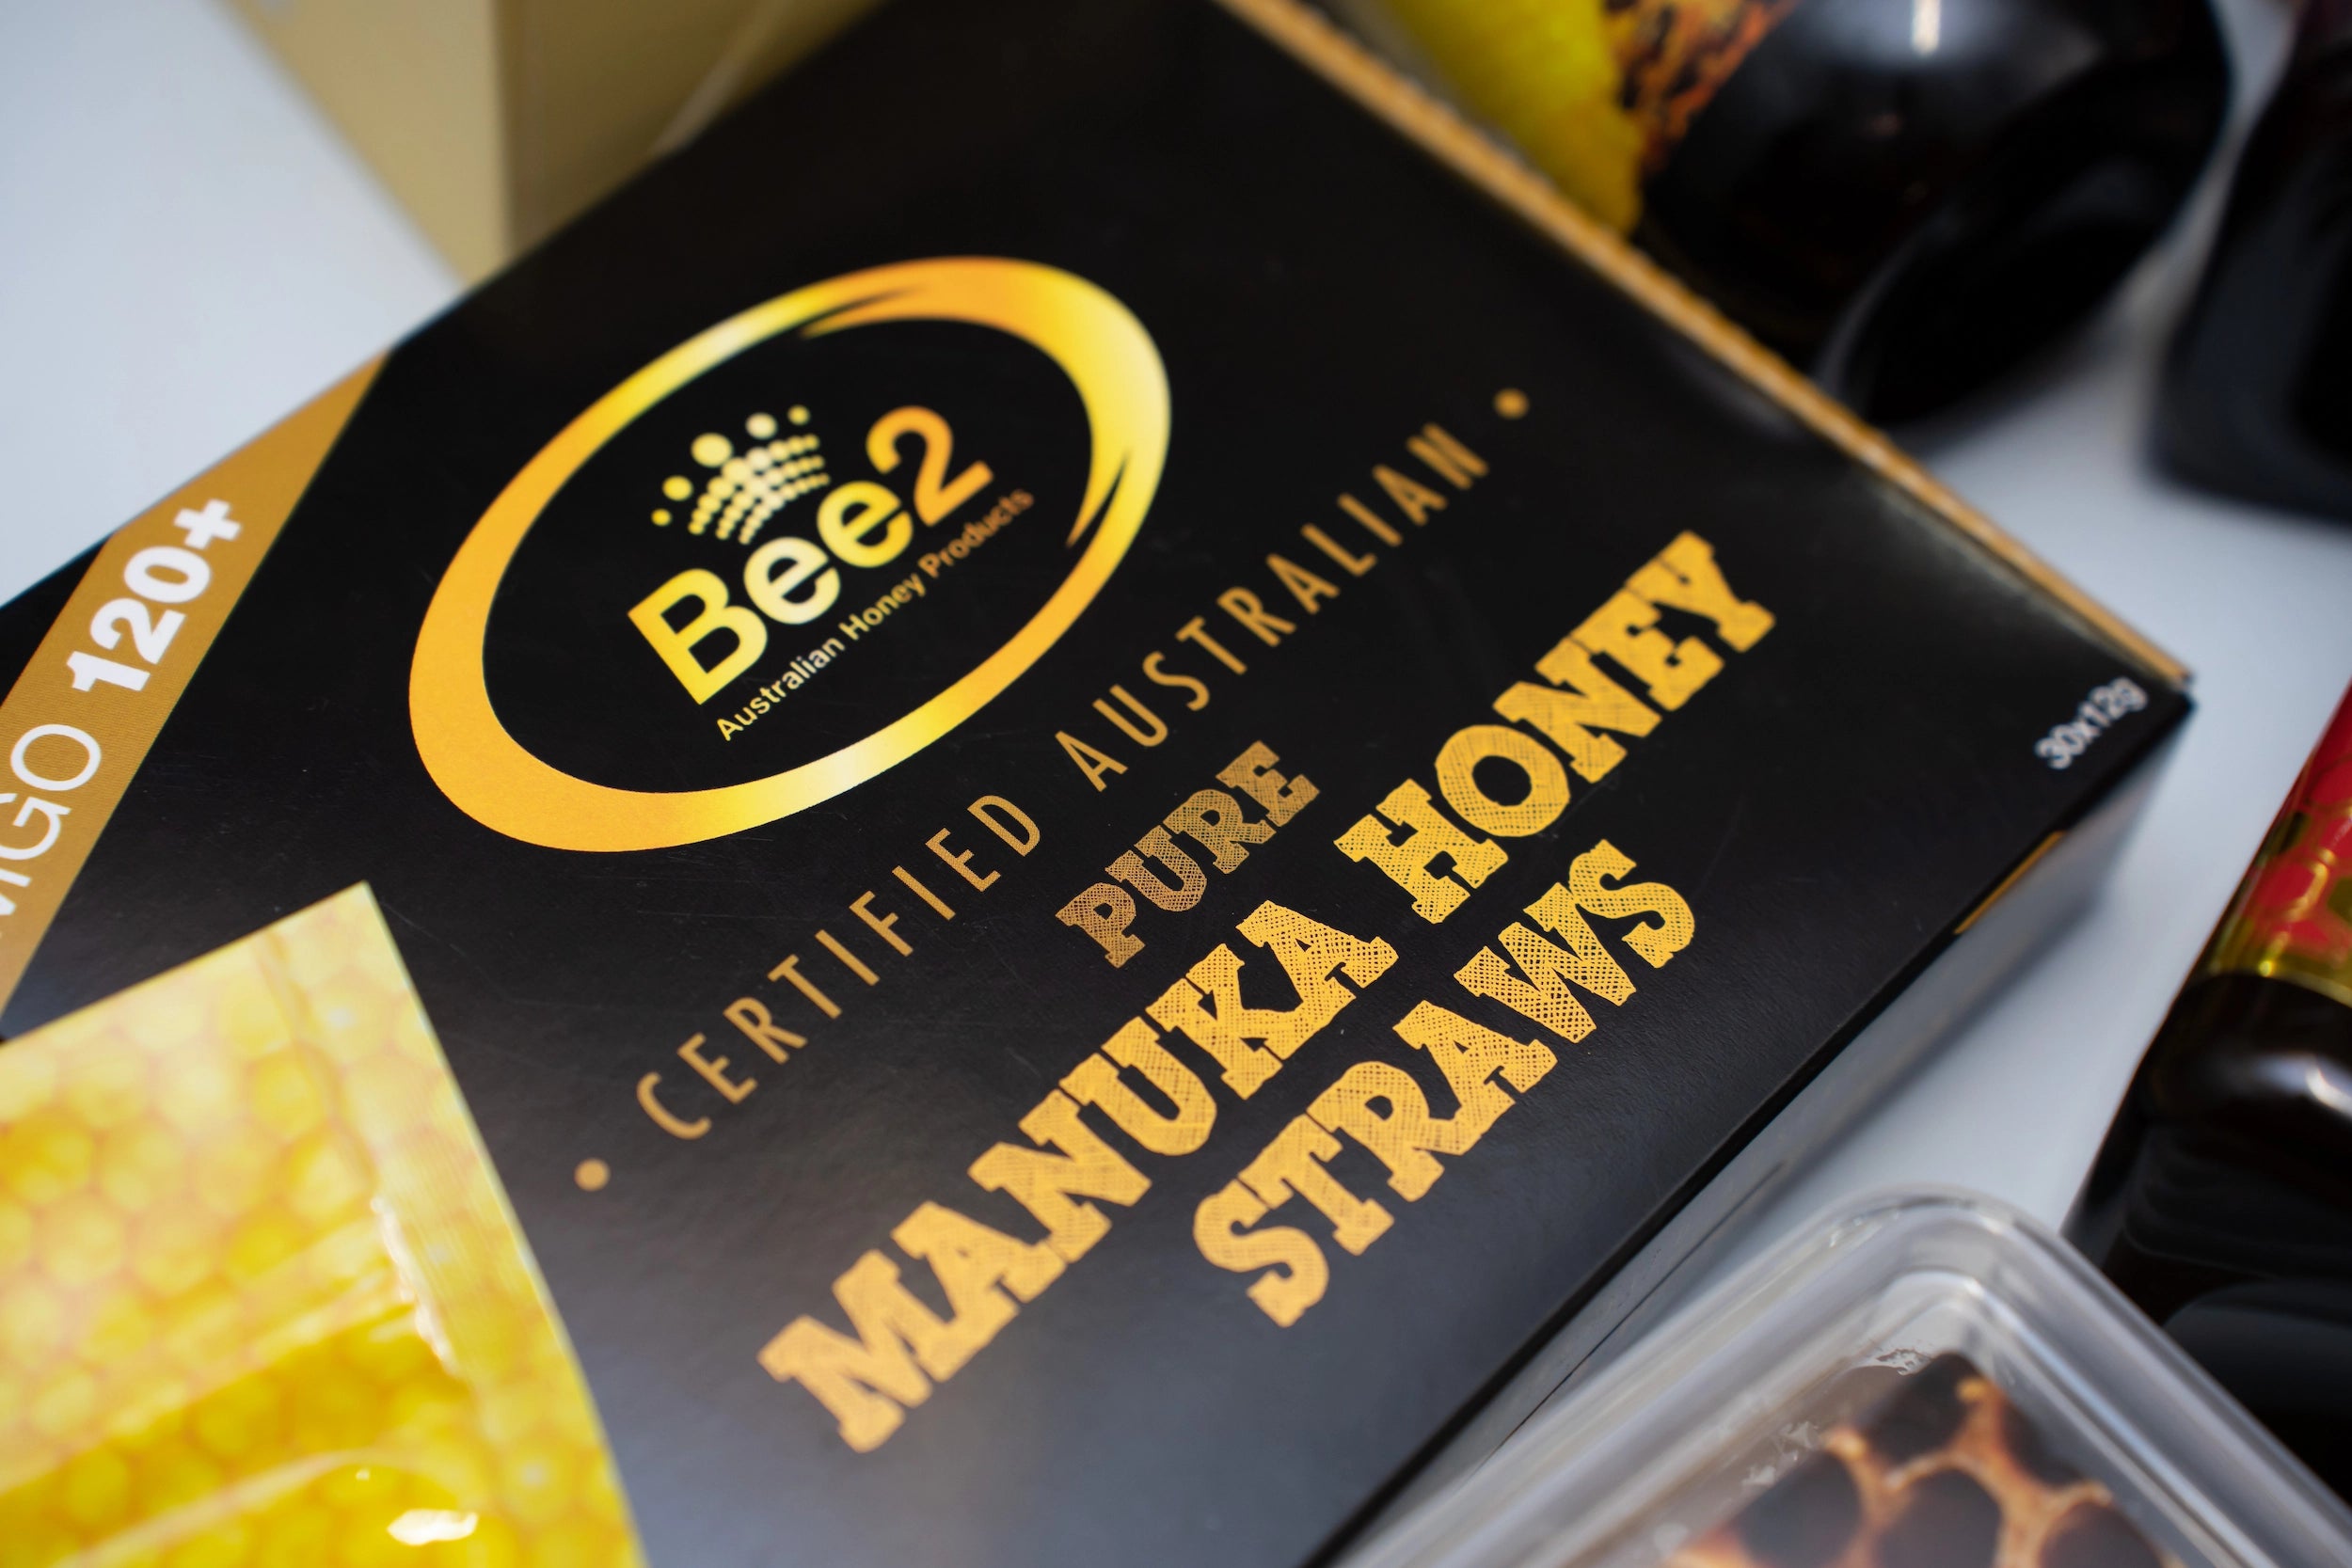 MGO 120+
Bee2
Australian Honey Products
• CERTIFIED AUSTRALIAN •
PURE
MANUKA HONEY
STRAWS
30x12g